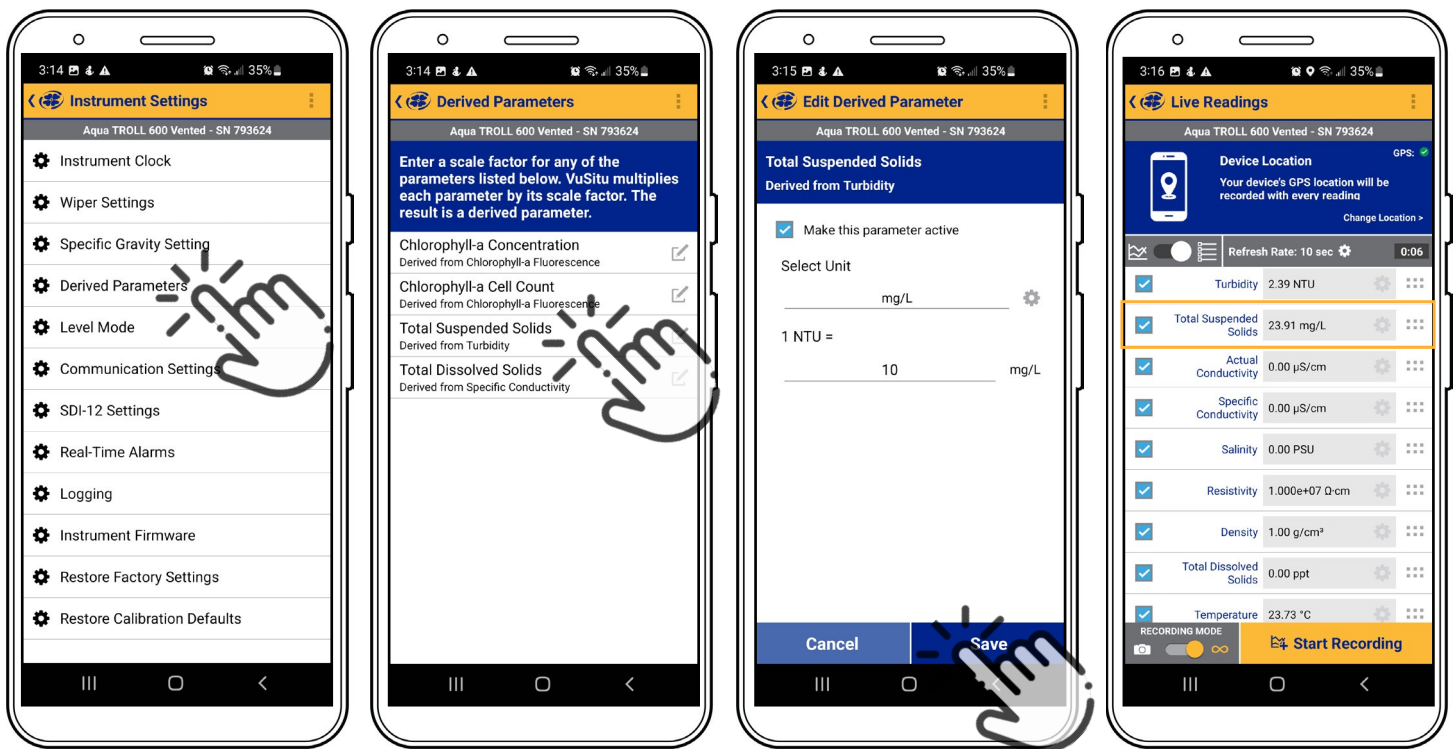 3:14
35%
Instrument Settings
Aqua TROLL 600 Vented - SN 793624
Instrument Clock
Wiper Settings
Specific Gravity Setting
Derived Parameters
Level Mode
Communication Settings
SDI-12 Settings
Real-Time Alarms
Logging
Instrument Firmware
Restore Factory Settings
Restore Calibration Defaults
3:14
35%
Derived Parameters
Aqua TROLL 600 Vented - SN 793624
Enter a scale factor for any of the
parameters listed below. VuSitu multiplies
each parameter by its scale factor. The
result is a derived parameter.
Chlorophyll-a Concentration
Derived from Chlorophyll-a Fluorescence
Chlorophyll-a Cell Count
Derived from Chlorophyll-a Fluorescence
Total Suspended Solids
Derived from Turbidity
Total Dissolved Solids
Derived from Specific Conductivity
3:15
35%
Edit Derived Parameter
Aqua TROLL 600 Vented - SN 793624
Total Suspended Solids
Derived from Turbidity
Make this parameter active
Select Unit
mg/L
1 NTU =
10 mg/L
Cancel Save
3:16
35%
Live Readings
Aqua TROLL 600 Vented - SN 793624
GPS:
Device Location
Your device's GPS location will be
recorded with every reading
Change Location >
Refresh Rate: 10 sec 0:06
Turbidity 2.39 NTU
Total Suspended
Solids 23.91 mg/L
Actual
Conductivity 0.00 µS/cm
Specific
Conductivity 0.00 µS/cm
Salinity 0.00 PSU
Resistivity 1.000e+07 Ω·cm
Density 1.00 g/cm³
Total Dissolved
Solids 0.00 ppt
Temperature 23.73 °C
RECORDING MODE
Start Recording